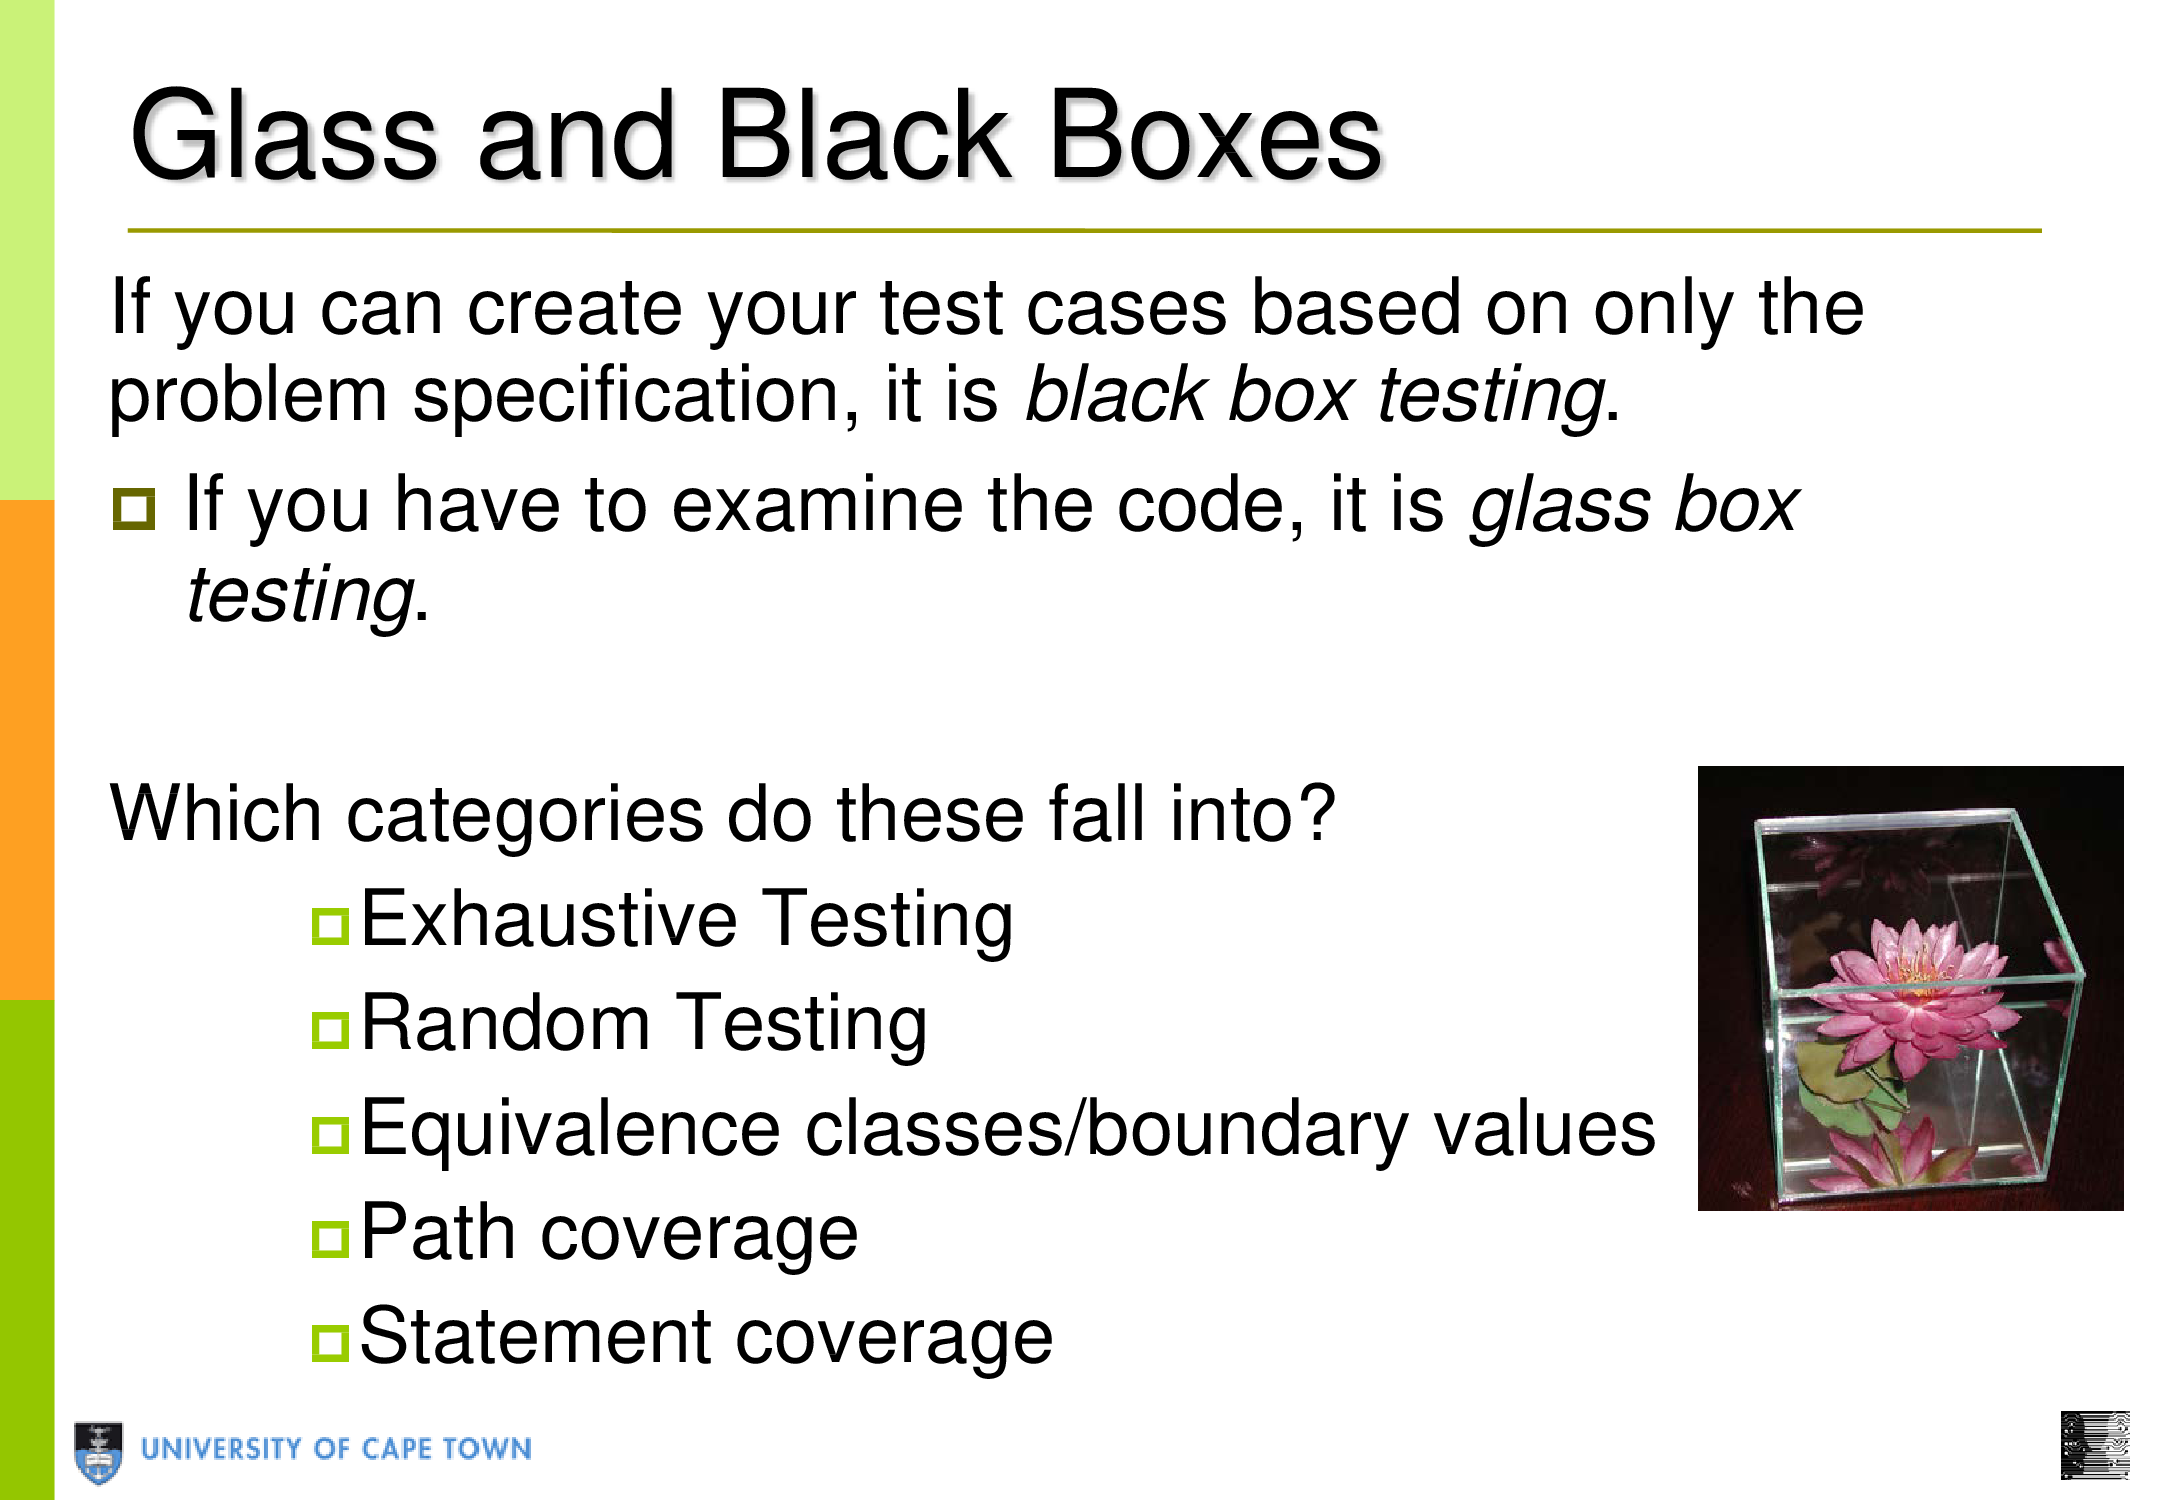 Glass and Black Boxes
If you can create your test cases based on only the
problem specification, it is black box testing.
If you have to examine the code, it is glass box
testing.
Which categories do these fall into?
Exhaustive Testing
Random Testing
Equivalence classes/boundary values
Path coverage
Statement coverage
UNIVERSITY OF CAPE TOWN